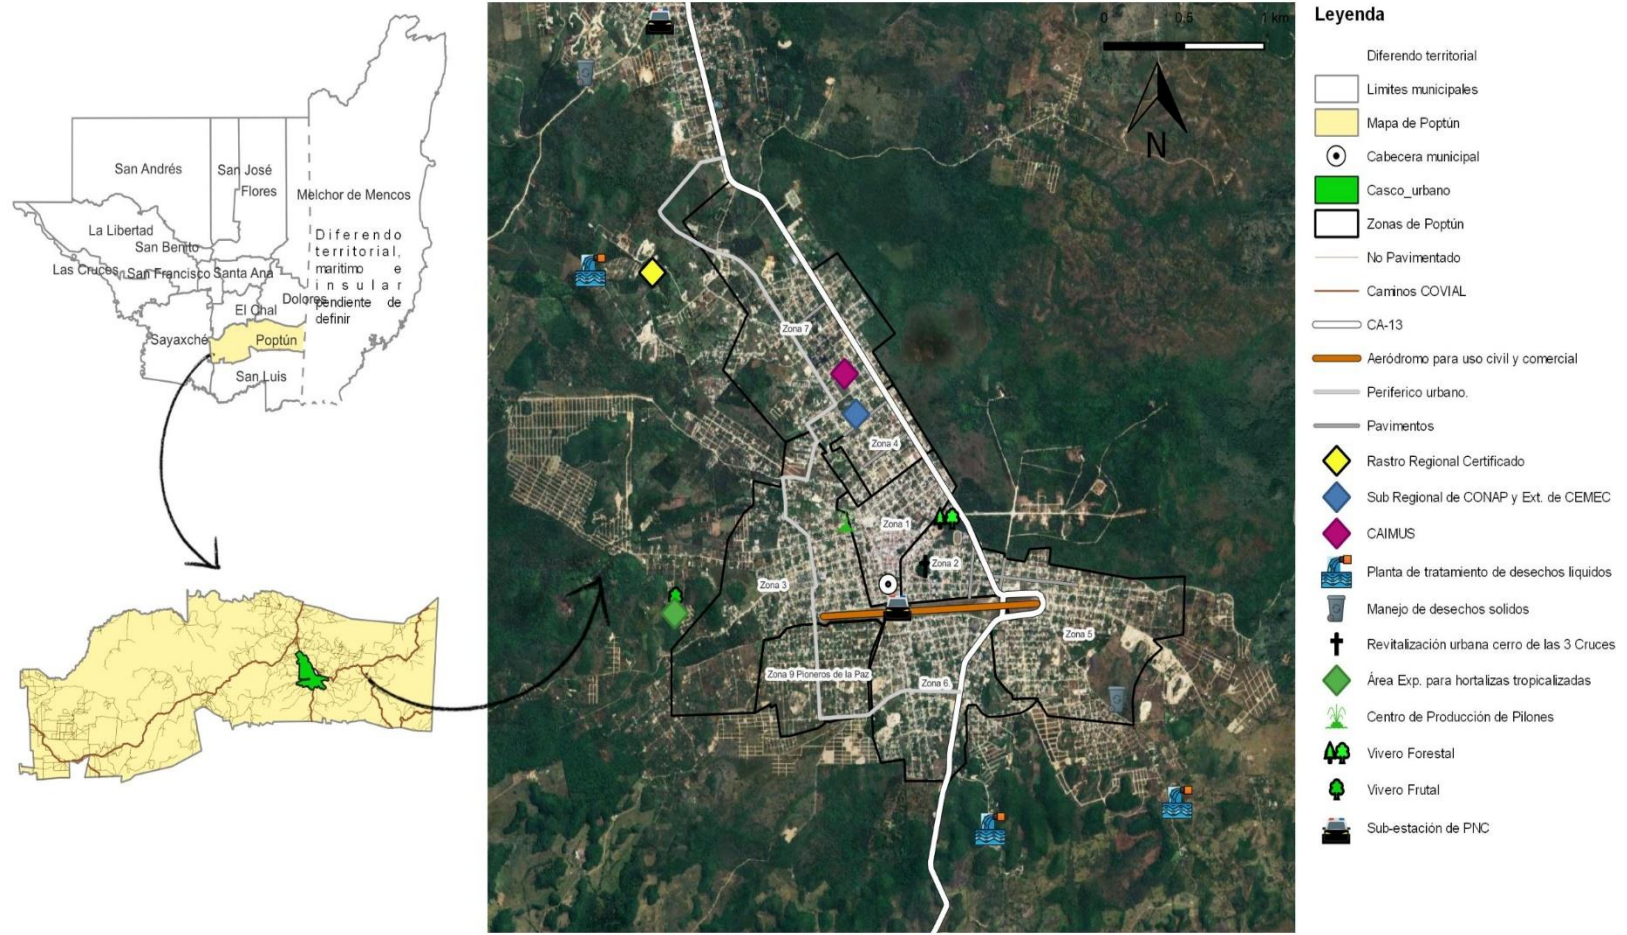 San Andrés
San José
Flores
Melchor de Mencos
La Libertad
San Benito
Diferendo
territorial,
maritimo e
insular
pendiente de
definir
Las Cruces
San Francisco
Santa Ana
Dolores
El Chal
Sayaxché
Poptún
San Luis
0 0.5 1 km
N
Zona 7
Zona 4
Zona 1
Zona 2
Zona 3
Zona 5
Zona 9 Pioneros de la Paz
Zona 6
Leyenda
Diferendo territorial
Limites municipales
Mapa de Poptún
Cabecera municipal
Casco_urbano
Zonas de Poptún
No Pavimentado
Caminos COVIAL
CA-13
Aeródromo para uso civil y comercial
Periferico urbano.
Pavimentos
Rastro Regional Certificado
Sub Regional de CONAP y Ext. de CEMEC
CAIMUS
Planta de tratamiento de desechos liquidos
Manejo de desechos solidos
Revitalización urbana cerro de las 3 Cruces
Área Exp. para hortalizas tropicalizadas
Centro de Producción de Pilones
Vivero Forestal
Vivero Frutal
Sub-estación de PNC